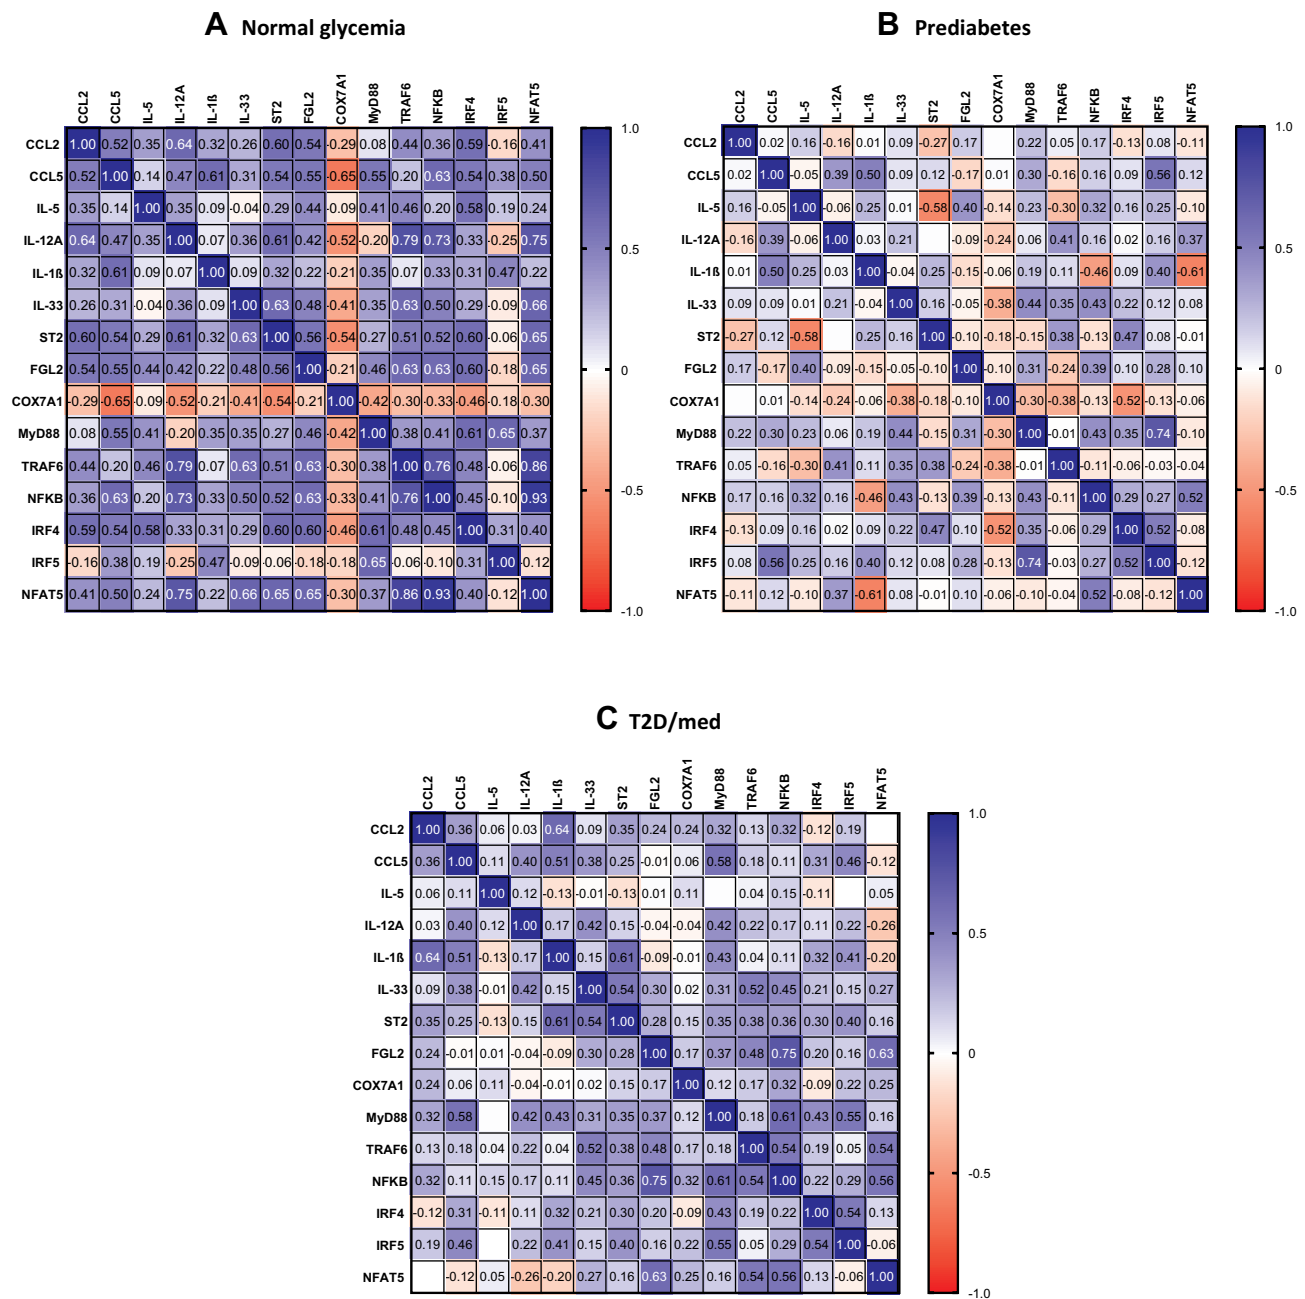 A Normal glycemia
CCL2 CCL5 IL-5 IL-12A IL-1ß IL-33 ST2 FGL2 COX7A1 MyD88 TRAF6 NFKB IRF4 IRF5 NFAT5
CCL2 1.00 0.52 0.35 0.64 0.32 0.26 0.60 0.54 -0.29 0.08 0.44 0.36 0.59 -0.16 0.41
CCL5 0.52 1.00 0.14 0.47 0.61 0.31 0.54 0.55 -0.65 0.55 0.20 0.63 0.54 0.38 0.50
IL-5 0.35 0.14 1.00 0.35 0.09 -0.04 0.29 0.44 -0.09 0.41 0.46 0.20 0.58 0.19 0.24
IL-12A 0.64 0.47 0.35 1.00 0.07 0.36 0.61 0.42 -0.52 -0.20 0.79 0.73 0.33 -0.25 0.75
IL-1ß 0.32 0.61 0.09 0.07 1.00 0.09 0.32 0.22 -0.21 0.35 0.07 0.33 0.31 0.47 0.22
IL-33 0.26 0.31 -0.04 0.36 0.09 1.00 0.63 0.48 -0.41 0.35 0.63 0.50 0.29 -0.09 0.66
ST2 0.60 0.54 0.29 0.61 0.32 0.63 1.00 0.56 -0.54 0.27 0.51 0.52 0.60 -0.06 0.65
FGL2 0.54 0.55 0.44 0.42 0.22 0.48 0.56 1.00 -0.21 0.46 0.63 0.63 0.60 -0.18 0.65
COX7A1 -0.29 -0.65 -0.09 -0.52 -0.21 -0.41 -0.54 -0.21 1.00 -0.42 -0.30 -0.33 -0.46 -0.18 -0.30
MyD88 0.08 0.55 0.41 -0.20 0.35 0.35 0.27 0.46 -0.42 1.00 0.38 0.41 0.61 0.65 0.37
TRAF6 0.44 0.20 0.46 0.79 0.07 0.63 0.51 0.63 -0.30 0.38 1.00 0.76 0.48 -0.06 0.86
NFKB 0.36 0.63 0.20 0.73 0.33 0.50 0.52 0.63 -0.33 0.41 0.76 1.00 0.45 -0.10 0.93
IRF4 0.59 0.54 0.58 0.33 0.31 0.29 0.60 0.60 -0.46 0.61 0.48 0.45 1.00 0.31 0.40
IRF5 -0.16 0.38 0.19 -0.25 0.47 -0.09 -0.06 -0.18 -0.18 0.65 -0.06 -0.10 0.31 1.00 -0.12
NFAT5 0.41 0.50 0.24 0.75 0.22 0.66 0.65 0.65 -0.30 0.37 0.86 0.93 0.40 -0.12 1.00
1.0
0.5
0
-0.5
-1.0
B Prediabetes
CCL2 CCL5 IL-5 IL-12A IL-1ß IL-33 ST2 FGL2 COX7A1 MyD88 TRAF6 NFKB IRF4 IRF5 NFAT5
CCL2 1.00 0.02 0.16 -0.16 0.01 0.09 -0.27 0.17 0.22 0.05 0.17 -0.13 0.08 -0.11
CCL5 0.02 1.00 -0.05 0.39 0.50 0.09 0.12 -0.17 0.01 0.30 -0.16 0.16 0.09 0.56 0.12
IL-5 0.16 -0.05 1.00 -0.06 0.25 0.01 -0.58 0.40 -0.14 0.23 -0.30 0.32 0.16 0.25 -0.10
IL-12A -0.16 0.39 -0.06 1.00 0.03 0.21 -0.09 -0.24 0.06 0.41 0.16 0.02 0.16 0.37
IL-1ß 0.01 0.50 0.25 0.03 1.00 -0.04 0.25 -0.15 -0.06 0.19 0.11 -0.46 0.09 0.40 -0.61
IL-33 0.09 0.09 0.01 0.21 -0.04 1.00 0.16 -0.05 -0.38 0.44 0.35 0.43 0.22 0.12 0.08
ST2 -0.27 0.12 -0.58 0.25 0.16 1.00 -0.10 -0.18 -0.15 0.38 -0.13 0.47 0.08 -0.01
FGL2 0.17 -0.17 0.40 -0.09 -0.15 -0.05 -0.10 1.00 -0.10 0.31 -0.24 0.39 0.10 0.28 0.10
COX7A1 0.01 -0.14 -0.24 -0.06 -0.38 -0.18 -0.10 1.00 -0.30 -0.38 -0.13 -0.52 -0.13 -0.06
MyD88 0.22 0.30 0.23 0.06 0.19 0.44 -0.15 0.31 -0.30 1.00 -0.01 0.43 0.35 0.74 -0.10
TRAF6 0.05 -0.16 -0.30 0.41 0.11 0.35 0.38 -0.24 -0.38 -0.01 1.00 -0.11 -0.06 -0.03 -0.04
NFKB 0.17 0.16 0.32 0.16 -0.46 0.43 -0.13 0.39 -0.13 0.43 -0.11 1.00 0.29 0.27 0.52
IRF4 -0.13 0.09 0.16 0.02 0.09 0.22 0.47 0.10 -0.52 0.35 -0.06 0.29 1.00 0.52 -0.08
IRF5 0.08 0.56 0.25 0.16 0.40 0.12 0.08 0.28 -0.13 0.74 -0.03 0.27 0.52 1.00 -0.12
NFAT5 -0.11 0.12 -0.10 0.37 -0.61 0.08 -0.01 0.10 -0.06 -0.10 -0.04 0.52 -0.08 -0.12 1.00
1.0
0.5
0
-0.5
-1.0
C T2D/med
CCL2 CCL5 IL-5 IL-12A IL-1ß IL-33 ST2 FGL2 COX7A1 MyD88 TRAF6 NFKB IRF4 IRF5 NFAT5
CCL2 1.00 0.36 0.06 0.03 0.64 0.09 0.35 0.24 0.24 0.32 0.13 0.32 -0.12 0.19
CCL5 0.36 1.00 0.11 0.40 0.51 0.38 0.25 -0.01 0.06 0.58 0.18 0.11 0.31 0.46 -0.12
IL-5 0.06 0.11 1.00 0.12 -0.13 -0.01 -0.13 0.01 0.11 0.04 0.15 -0.11 0.05
IL-12A 0.03 0.40 0.12 1.00 0.17 0.42 0.15 -0.04 -0.04 0.42 0.22 0.17 0.11 0.22 -0.26
IL-1ß 0.64 0.51 -0.13 0.17 1.00 0.15 0.61 -0.09 -0.01 0.43 0.04 0.11 0.32 0.41 -0.20
IL-33 0.09 0.38 -0.01 0.42 0.15 1.00 0.54 0.30 0.02 0.31 0.52 0.45 0.21 0.15 0.27
ST2 0.35 0.25 -0.13 0.15 0.61 0.54 1.00 0.28 0.15 0.35 0.38 0.36 0.30 0.40 0.16
FGL2 0.24 -0.01 0.01 -0.04 -0.09 0.30 0.28 1.00 0.17 0.37 0.48 0.75 0.20 0.16 0.63
COX7A1 0.24 0.06 0.11 -0.04 -0.01 0.02 0.15 0.17 1.00 0.12 0.17 0.32 -0.09 0.22 0.25
MyD88 0.32 0.58 0.42 0.43 0.31 0.35 0.37 0.12 1.00 0.18 0.61 0.43 0.55 0.16
TRAF6 0.13 0.18 0.04 0.22 0.04 0.52 0.38 0.48 0.17 0.18 1.00 0.54 0.19 0.05 0.54
NFKB 0.32 0.11 0.15 0.17 0.11 0.45 0.36 0.75 0.32 0.61 0.54 1.00 0.22 0.29 0.56
IRF4 -0.12 0.31 -0.11 0.11 0.32 0.21 0.30 0.20 -0.09 0.43 0.19 0.22 1.00 0.54 0.13
IRF5 0.19 0.46 0.22 0.41 0.15 0.40 0.16 0.22 0.55 0.05 0.29 0.54 1.00 -0.06
NFAT5 -0.12 0.05 -0.26 -0.20 0.27 0.16 0.63 0.25 0.16 0.54 0.56 0.13 -0.06 1.00
1.0
0.5
0
-0.5
-1.0